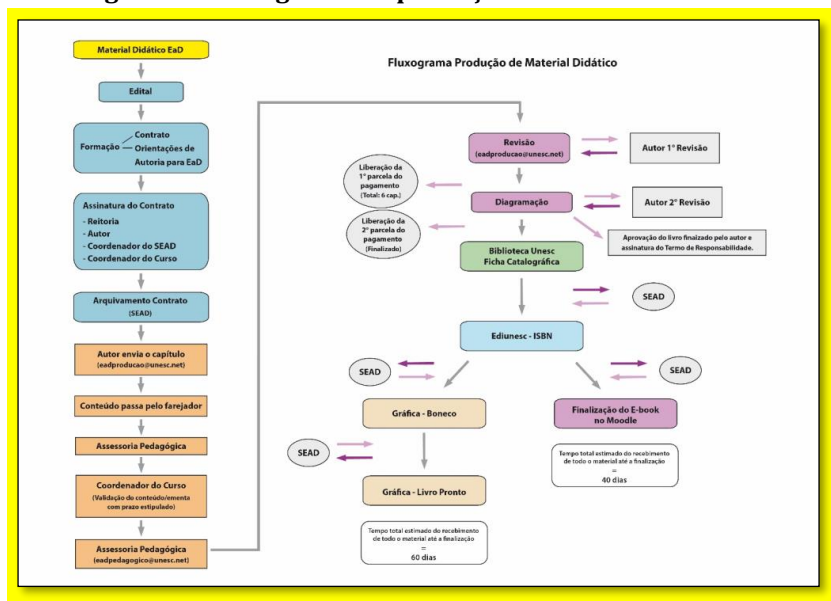 Material Didático EaD
Edital
Formação
Contrato
Orientações de
Autoria para EaD
Assinatura do Contrato
- Reitoria
- Autor
- Coordenador do SEAD
- Coordenador do Curso
Arquivamento Contrato
(SEAD)
Autor envia o capítulo
(eadproducao@unesc.net)
Conteúdo passa pelo farejador
Assessoria Pedagógica
Coordenador do Curso
(Validação do conteúdo/ementa
com prazo estipulado)
Assessoria Pedagógica
(eadpedagogico@unesc.net)
Fluxograma Produção de Material Didático
Revisão
(eadproducao@unesc.net)
Autor 1° Revisão
Liberação da
1° parcela do
pagamento
(Total: 6 cap.)
Diagramação
Autor 2° Revisão
Liberação da
2° parcela do
pagamento
(Finalizado)
Aprovação do livro finaizado pelo autor e
assinatura do Termo de Responsabilidade.
Biblioteca Unesc
Ficha Catalográfica
SEAD
Ediunesc - ISBN
SEAD
SEAD
Gráfica - Boneco
Finalização do E-book
no Moodle
SEAD
Tempo total estimado do recebimento
de todo o material até a finalização
=
40 dias
Gráfica - Livro Pronto
Tempo total estimado do recebimento
de todo o material até a finalização
=
60 dias